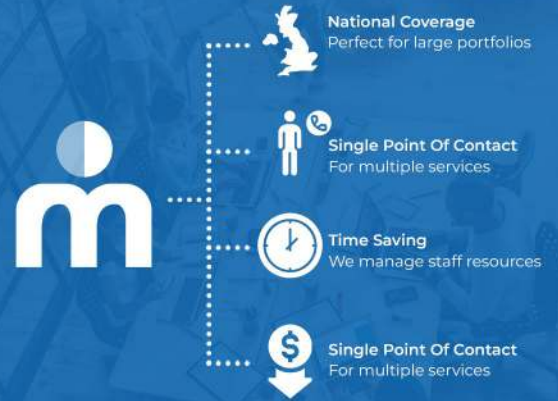 National Coverage
Perfect for large portfolios
Single Point Of Contact
For multiple services
Time Saving
We manage staff resources
$
Single Point Of Contact
For multiple services
m